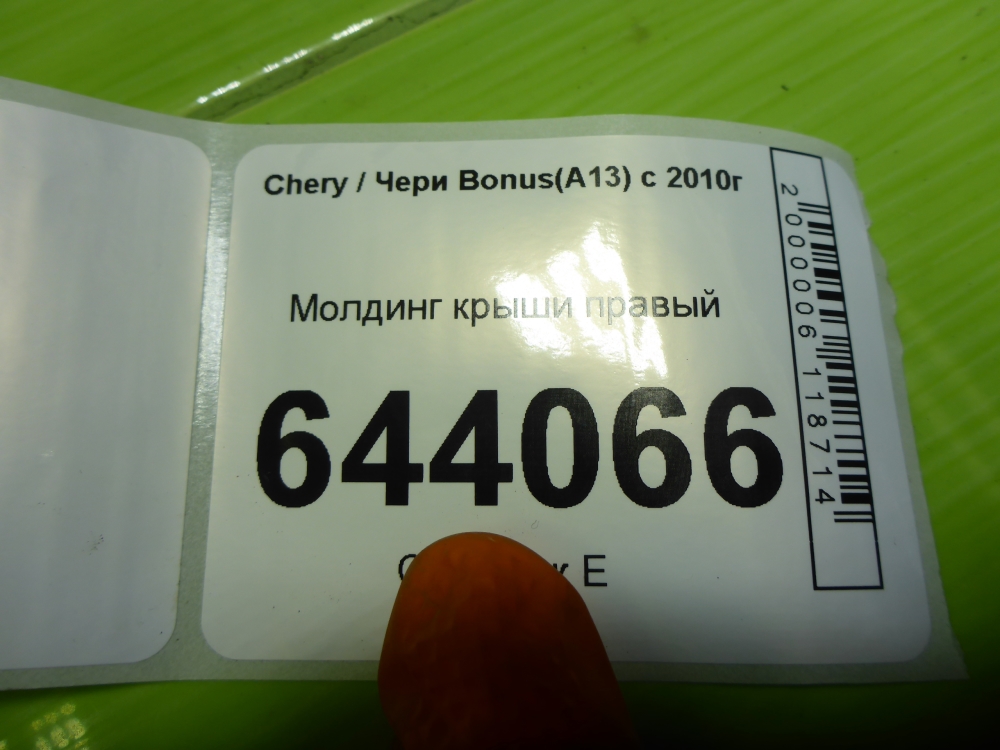 Chery / Чери Bonus(A13) с 2010г
Молдинг крыши правый
644066
Е
2000006118714